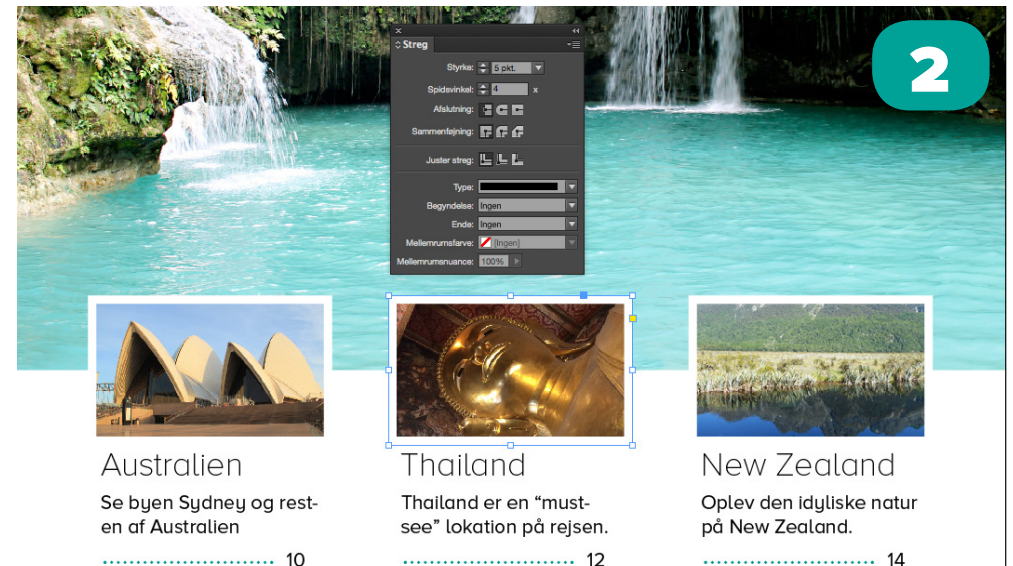 2
Streg
Styrke: 5 pkt.
Spidsvinkel: 4 x
Afslutning:
Sammenføjning:
Juster streg:
Type:
Begyndelse: Ingen
Ende: Ingen
Mellemrumsfarve: [Ingen]
Mellemrumsnuance: 100%
Australien
Se byen Sydney og rest-
en af Australien
10
Thailand
Thailand er en “must-
see” lokation på rejsen.
12
New Zealand
Oplev den idyliske natur
på New Zealand.
14